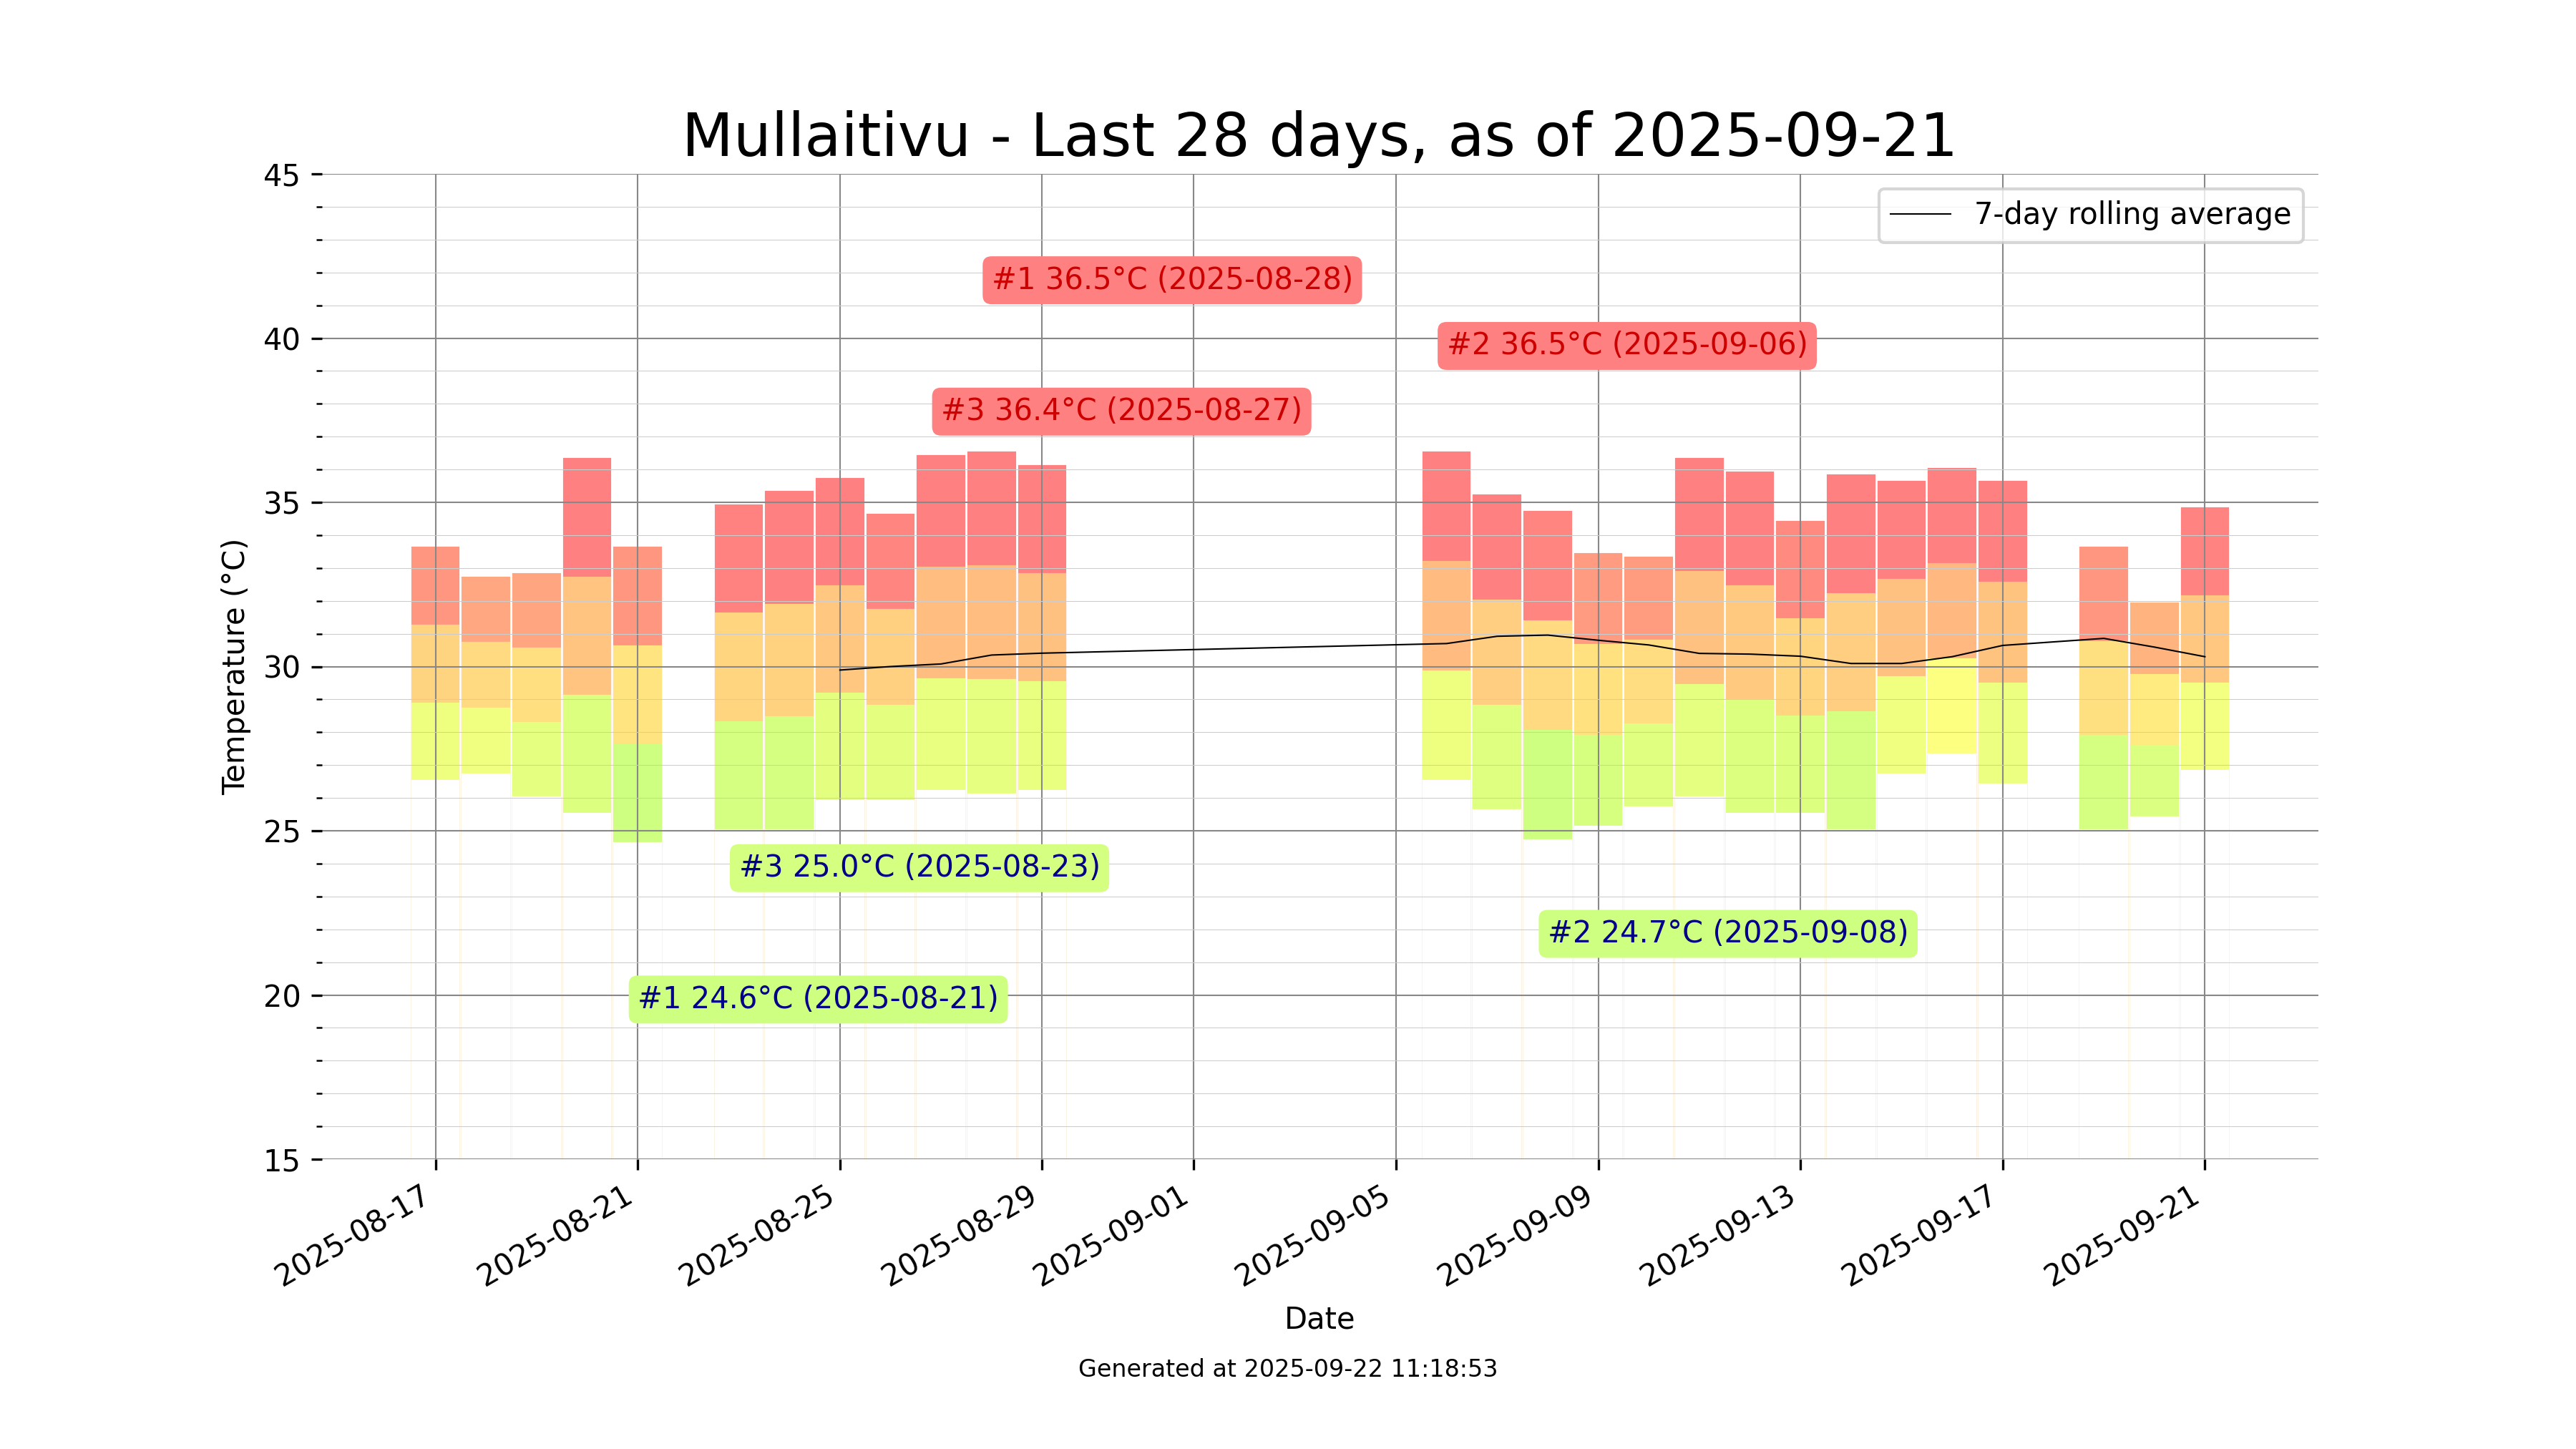 Mullaitivu - Last 28 days, as of 2025-09-21
7-day rolling average
45
40
35
30
25
20
15
Temperature (°C)
#1 36.5°C (2025-08-28)
#2 36.5°C (2025-09-06)
#3 36.4°C (2025-08-27)
#3 25.0°C (2025-08-23)
#2 24.7°C (2025-09-08)
#1 24.6°C (2025-08-21)
2025-08-17
2025-08-21
2025-08-25
2025-08-29
2025-09-01
2025-09-05
2025-09-09
2025-09-13
2025-09-17
2025-09-21
Date
Generated at 2025-09-22 11:18:53